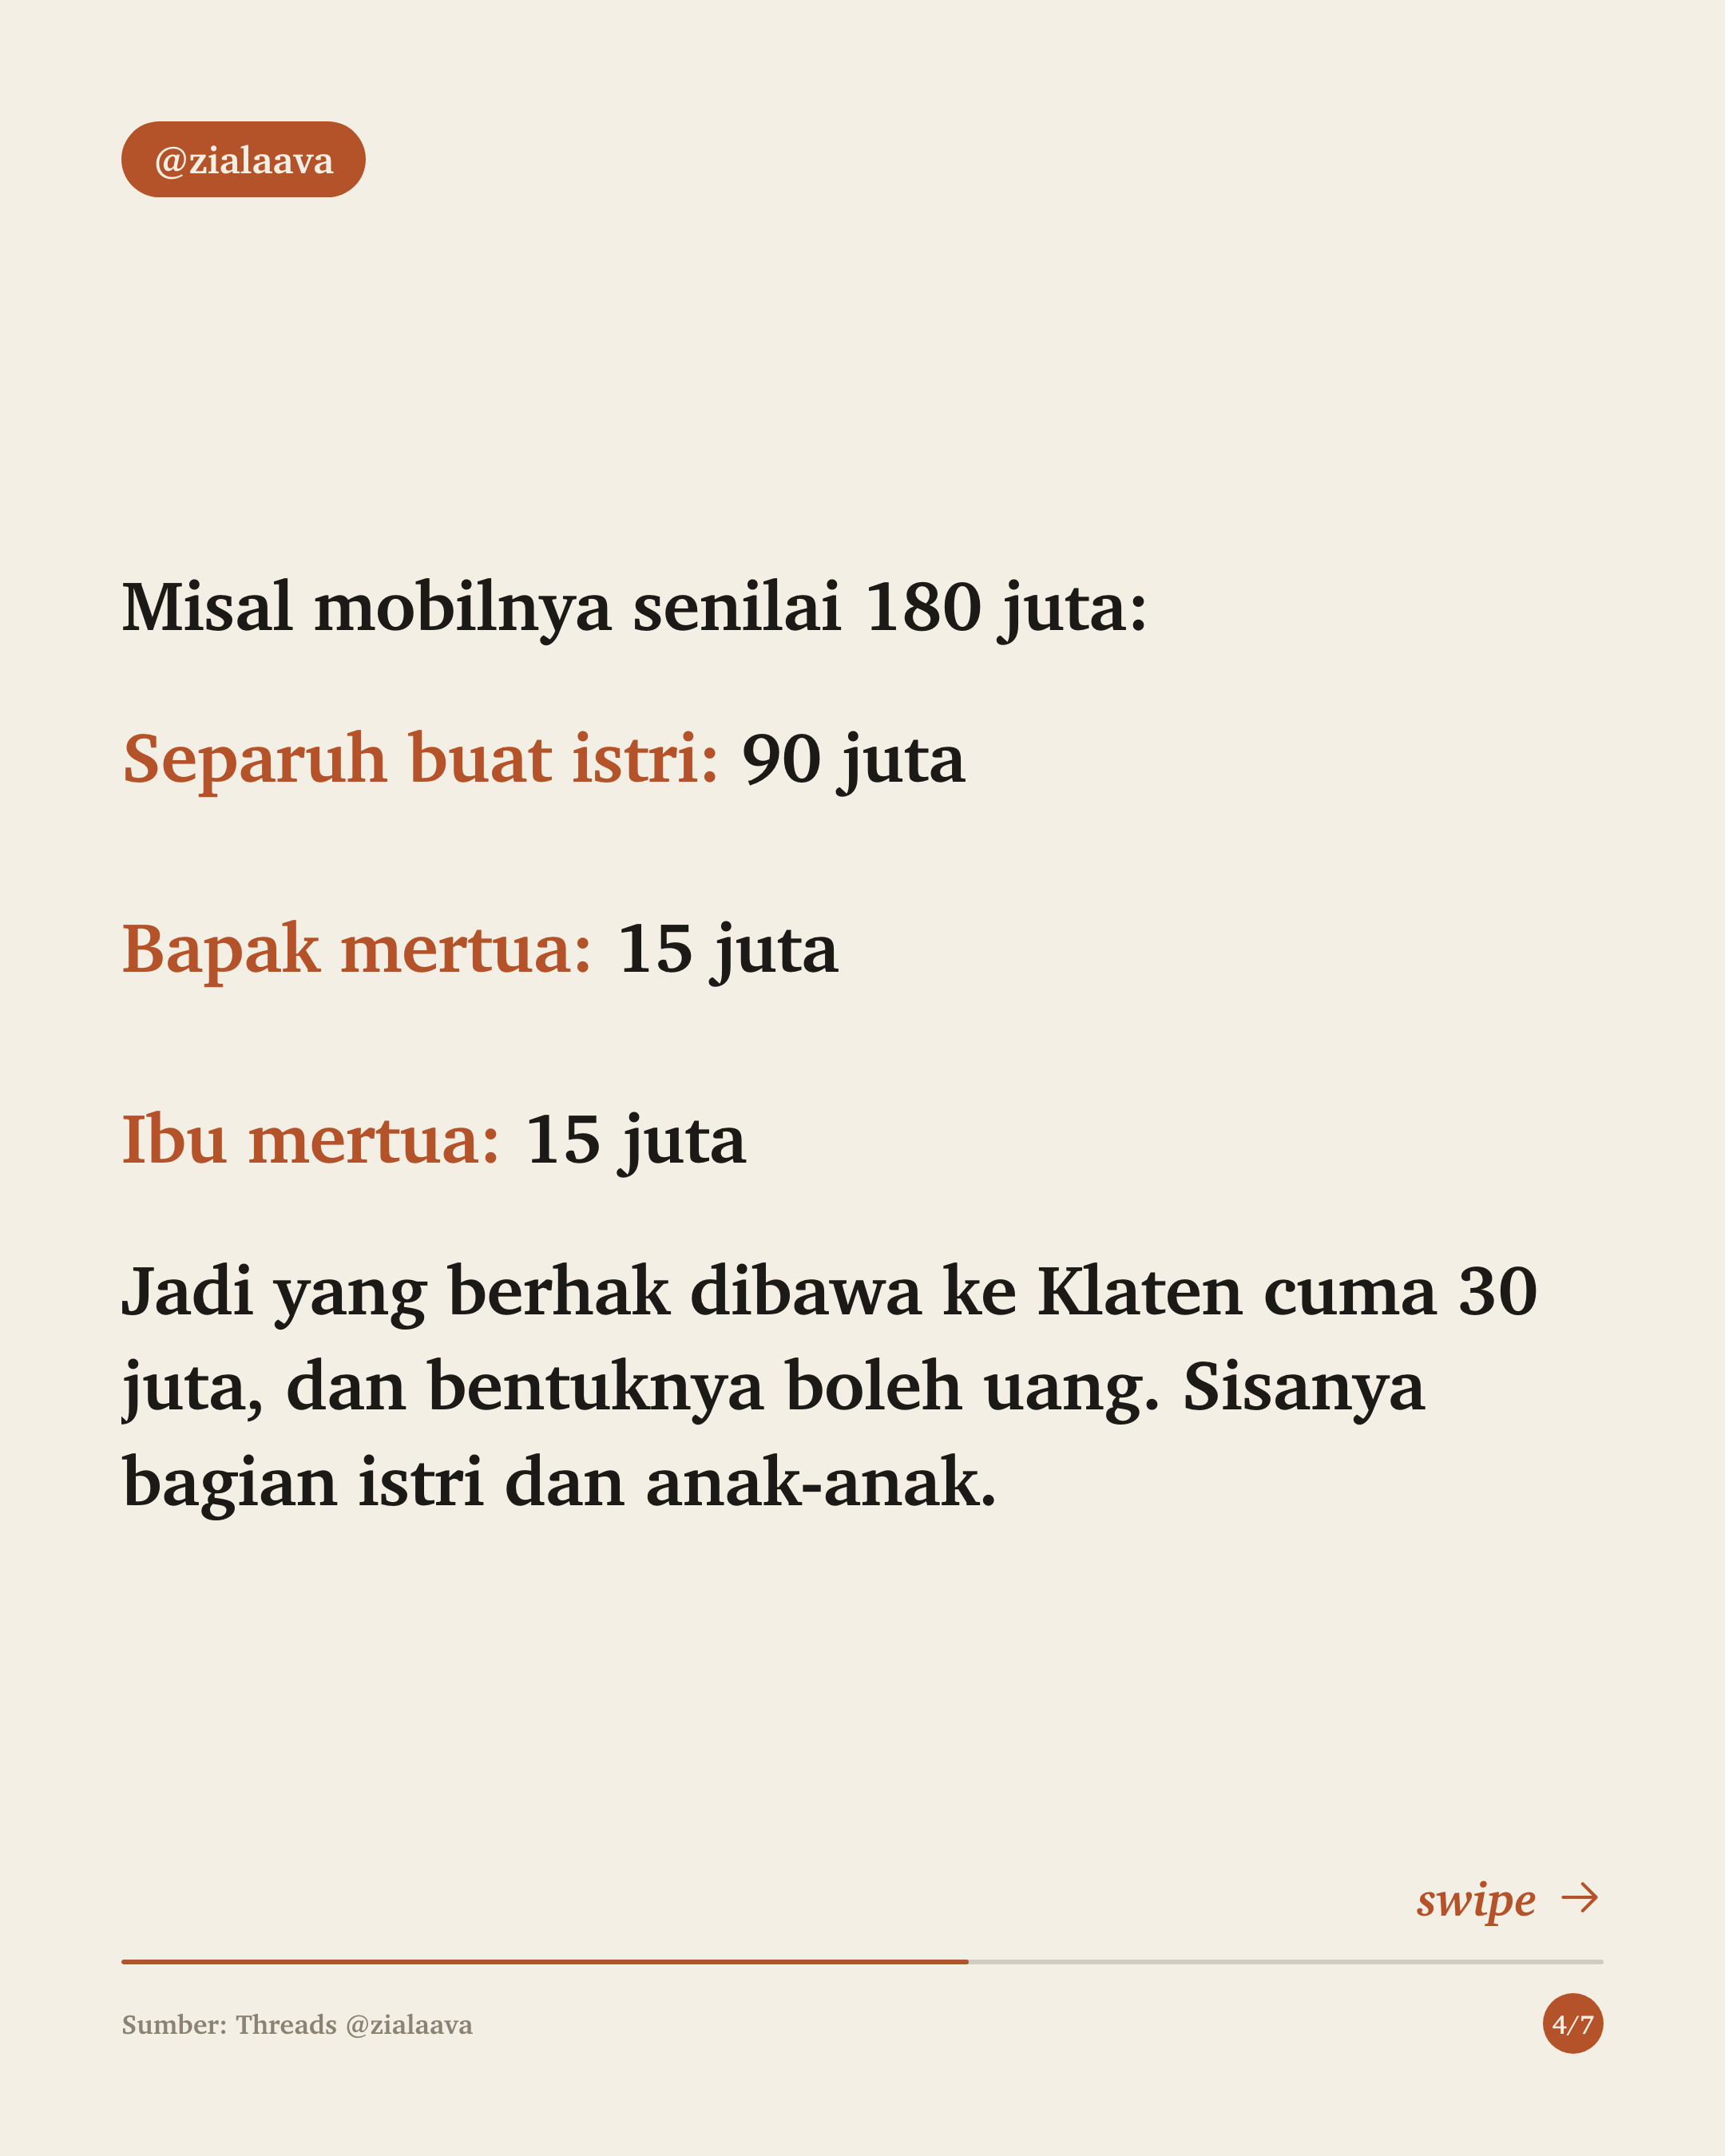 @zialaava
Misal mobilnya senilai 180 juta:
Separuh buat istri: 90 juta
Bapak mertua: 15 juta
Ibu mertua: 15 juta
Jadi yang berhak dibawa ke Klaten cuma 30
juta, dan bentuknya boleh uang. Sisanya
bagian istri dan anak-anak.
swipe →
Sumber: Threads @zialaava
4/7